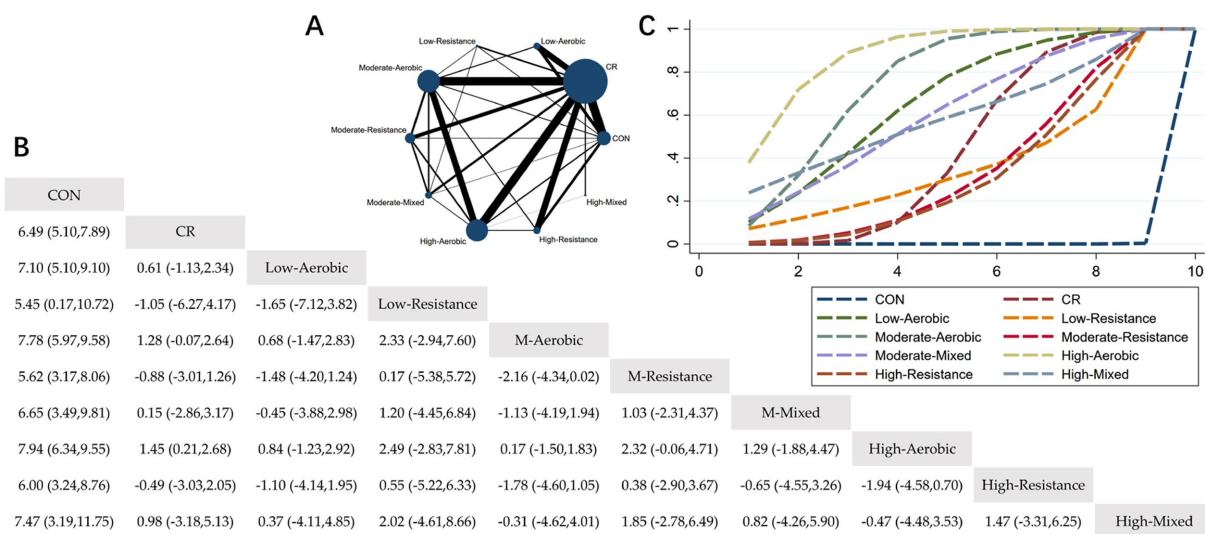 A
Low-Resistance
Low-Aerobic
Moderate-Aerobic
CR
Moderate-Resistance
CON
Moderate-Mixed
High-Mixed
High-Aerobic
High-Resistance
B
CON
6.49 (5.10,7.89) CR
7.10 (5.10,9.10) 0.61 (-1.13,2.34) Low-Aerobic
5.45 (0.17,10.72) -1.05 (-6.27,4.17) -1.65 (-7.12,3.82) Low-Resistance
7.78 (5.97,9.58) 1.28 (-0.07,2.64) 0.68 (-1.47,2.83) 2.33 (-2.94,7.60) M-Aerobic
5.62 (3.17,8.06) -0.88 (-3.01,1.26) -1.48 (-4.20,1.24) 0.17 (-5.38,5.72) -2.16 (-4.34,0.02) M-Resistance
6.65 (3.49,9.81) 0.15 (-2.86,3.17) -0.45 (-3.88,2.98) 1.20 (-4.45,6.84) -1.13 (-4.19,1.94) 1.03 (-2.31,4.37) M-Mixed
7.94 (6.34,9.55) 1.45 (0.21,2.68) 0.84 (-1.23,2.92) 2.49 (-2.83,7.81) 0.17 (-1.50,1.83) 2.32 (-0.06,4.71) 1.29 (-1.88,4.47) High-Aerobic
6.00 (3.24,8.76) -0.49 (-3.03,2.05) -1.10 (-4.14,1.95) 0.55 (-5.22,6.33) -1.78 (-4.60,1.05) 0.38 (-2.90,3.67) -0.65 (-4.55,3.26) -1.94 (-4.58,0.70) High-Resistance
7.47 (3.19,11.75) 0.98 (-3.18,5.13) 0.37 (-4.11,4.85) 2.02 (-4.61,8.66) -0.31 (-4.62,4.01) 1.85 (-2.78,6.49) 0.82 (-4.26,5.90) -0.47 (-4.48,3.53) 1.47 (-3.31,6.25) High-Mixed
C
1
.8
.6
.4
.2
0
0 2 4 6 8 10
CON CR
Low-Aerobic Low-Resistance
Moderate-Aerobic Moderate-Resistance
Moderate-Mixed High-Aerobic
High-Resistance High-Mixed